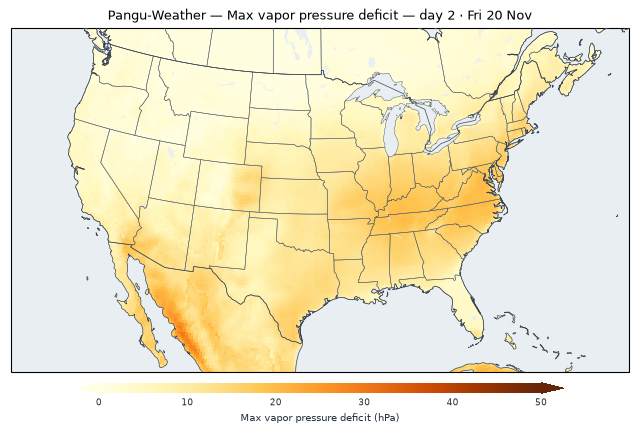 Pangu-Weather — Max vapor pressure deficit — day 2 · Fri 20 Nov
0 10 20 30 40 50
Max vapor pressure deficit (hPa)